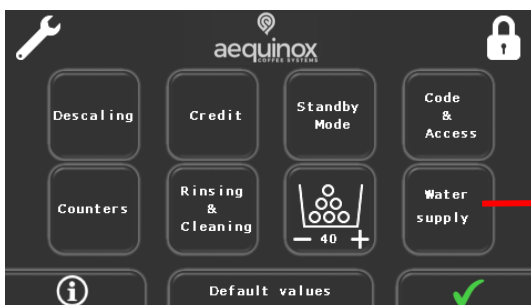 aequinox
COFFEE SYSTEMS
Descaling
Credit
Standby
Mode
Code
&
Access
Counters
Rinsing
&
Cleaning
− 40 +
Water
supply
i
Default values